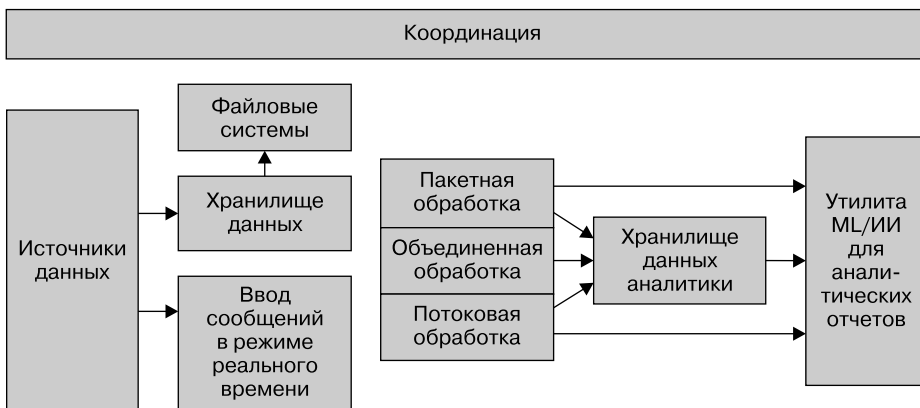 Координация
Файловые
системы
Хранилище
данных
Источники
данных
Ввод
сообщений
в режиме
реального
времени
Пакетная
обработка
Объединенная
обработка
Потоковая
обработка
Хранилище
данных
аналитики
Утилита
ML/ИИ
для
анали-
тических
отчетов